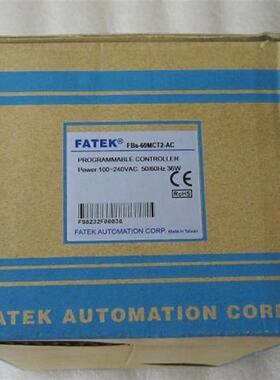 FATEK® FBs-60MCT2-AC
PROGRAMMABLE CONTROLLER
Power 100~240VAC 50/60Hz 36W
CE
RoHS
FATEK AUTOMATION CORP. Made in Taiwan
FATEK AUTOMATION CORP